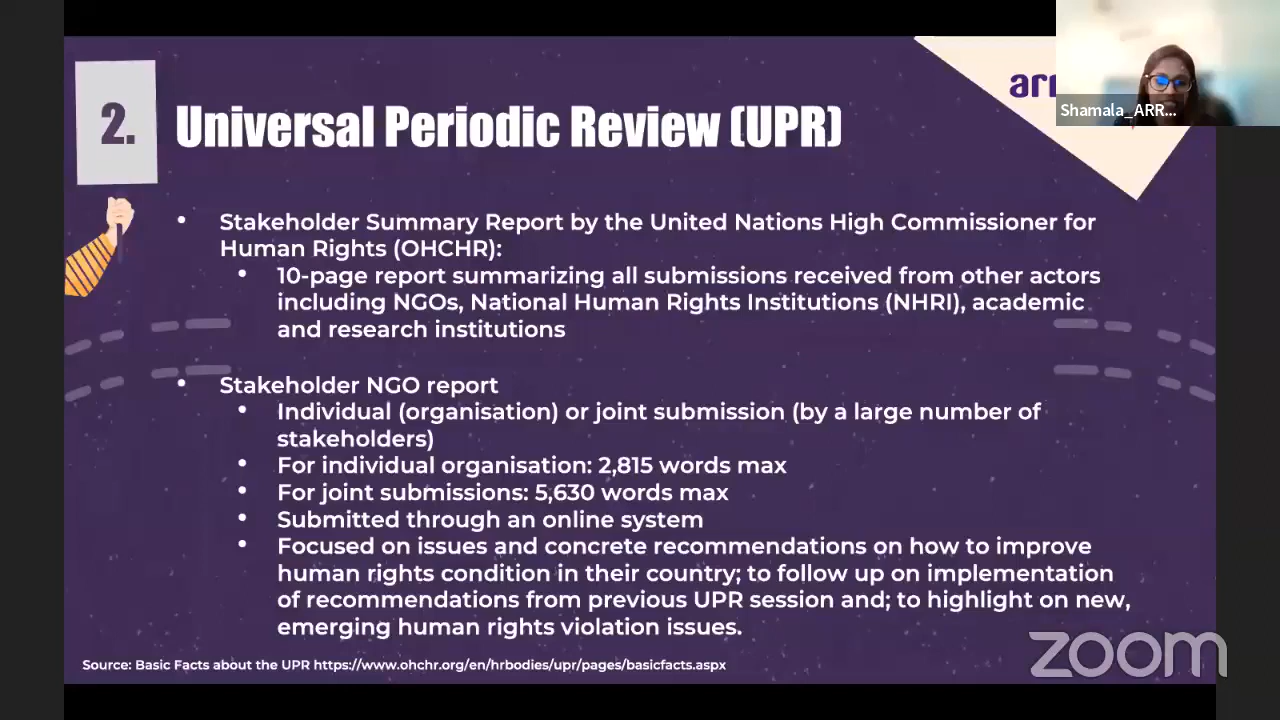 2.
Universal Periodic Review (UPR)
Shamala_ARR...
• Stakeholder Summary Report by the United Nations High Commissioner for
Human Rights (OHCHR):
• 10-page report summarizing all submissions received from other actors
including NGOs, National Human Rights Institutions (NHRI), academic
and research institutions
• Stakeholder NGO report
• Individual (organisation) or joint submission (by a large number of
stakeholders)
• For individual organisation: 2,815 words max
• For joint submissions: 5,630 words max
• Submitted through an online system
• Focused on issues and concrete recommendations on how to improve
human rights condition in their country; to follow up on implementation
of recommendations from previous UPR session and; to highlight on new,
emerging human rights violation issues.
Source: Basic Facts about the UPR https://www.ohchr.org/en/hrbodies/upr/pages/basicfacts.aspx
zoom